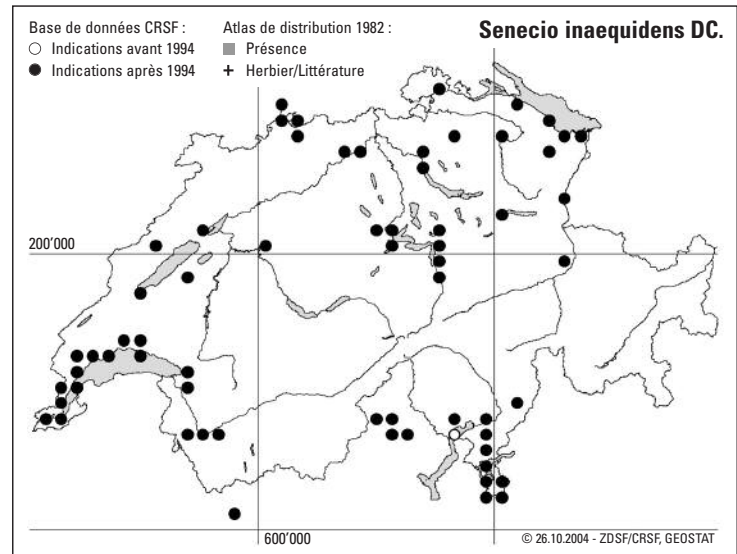 Base de données CRSF :
○ Indications avant 1994
● Indications après 1994
Atlas de distribution 1982 :
Présence
+ Herbier/Littérature
Senecio inaequidens DC.
200'000
600'000
© 26.10.2004 - ZDSF/CRSF, GEOSTAT